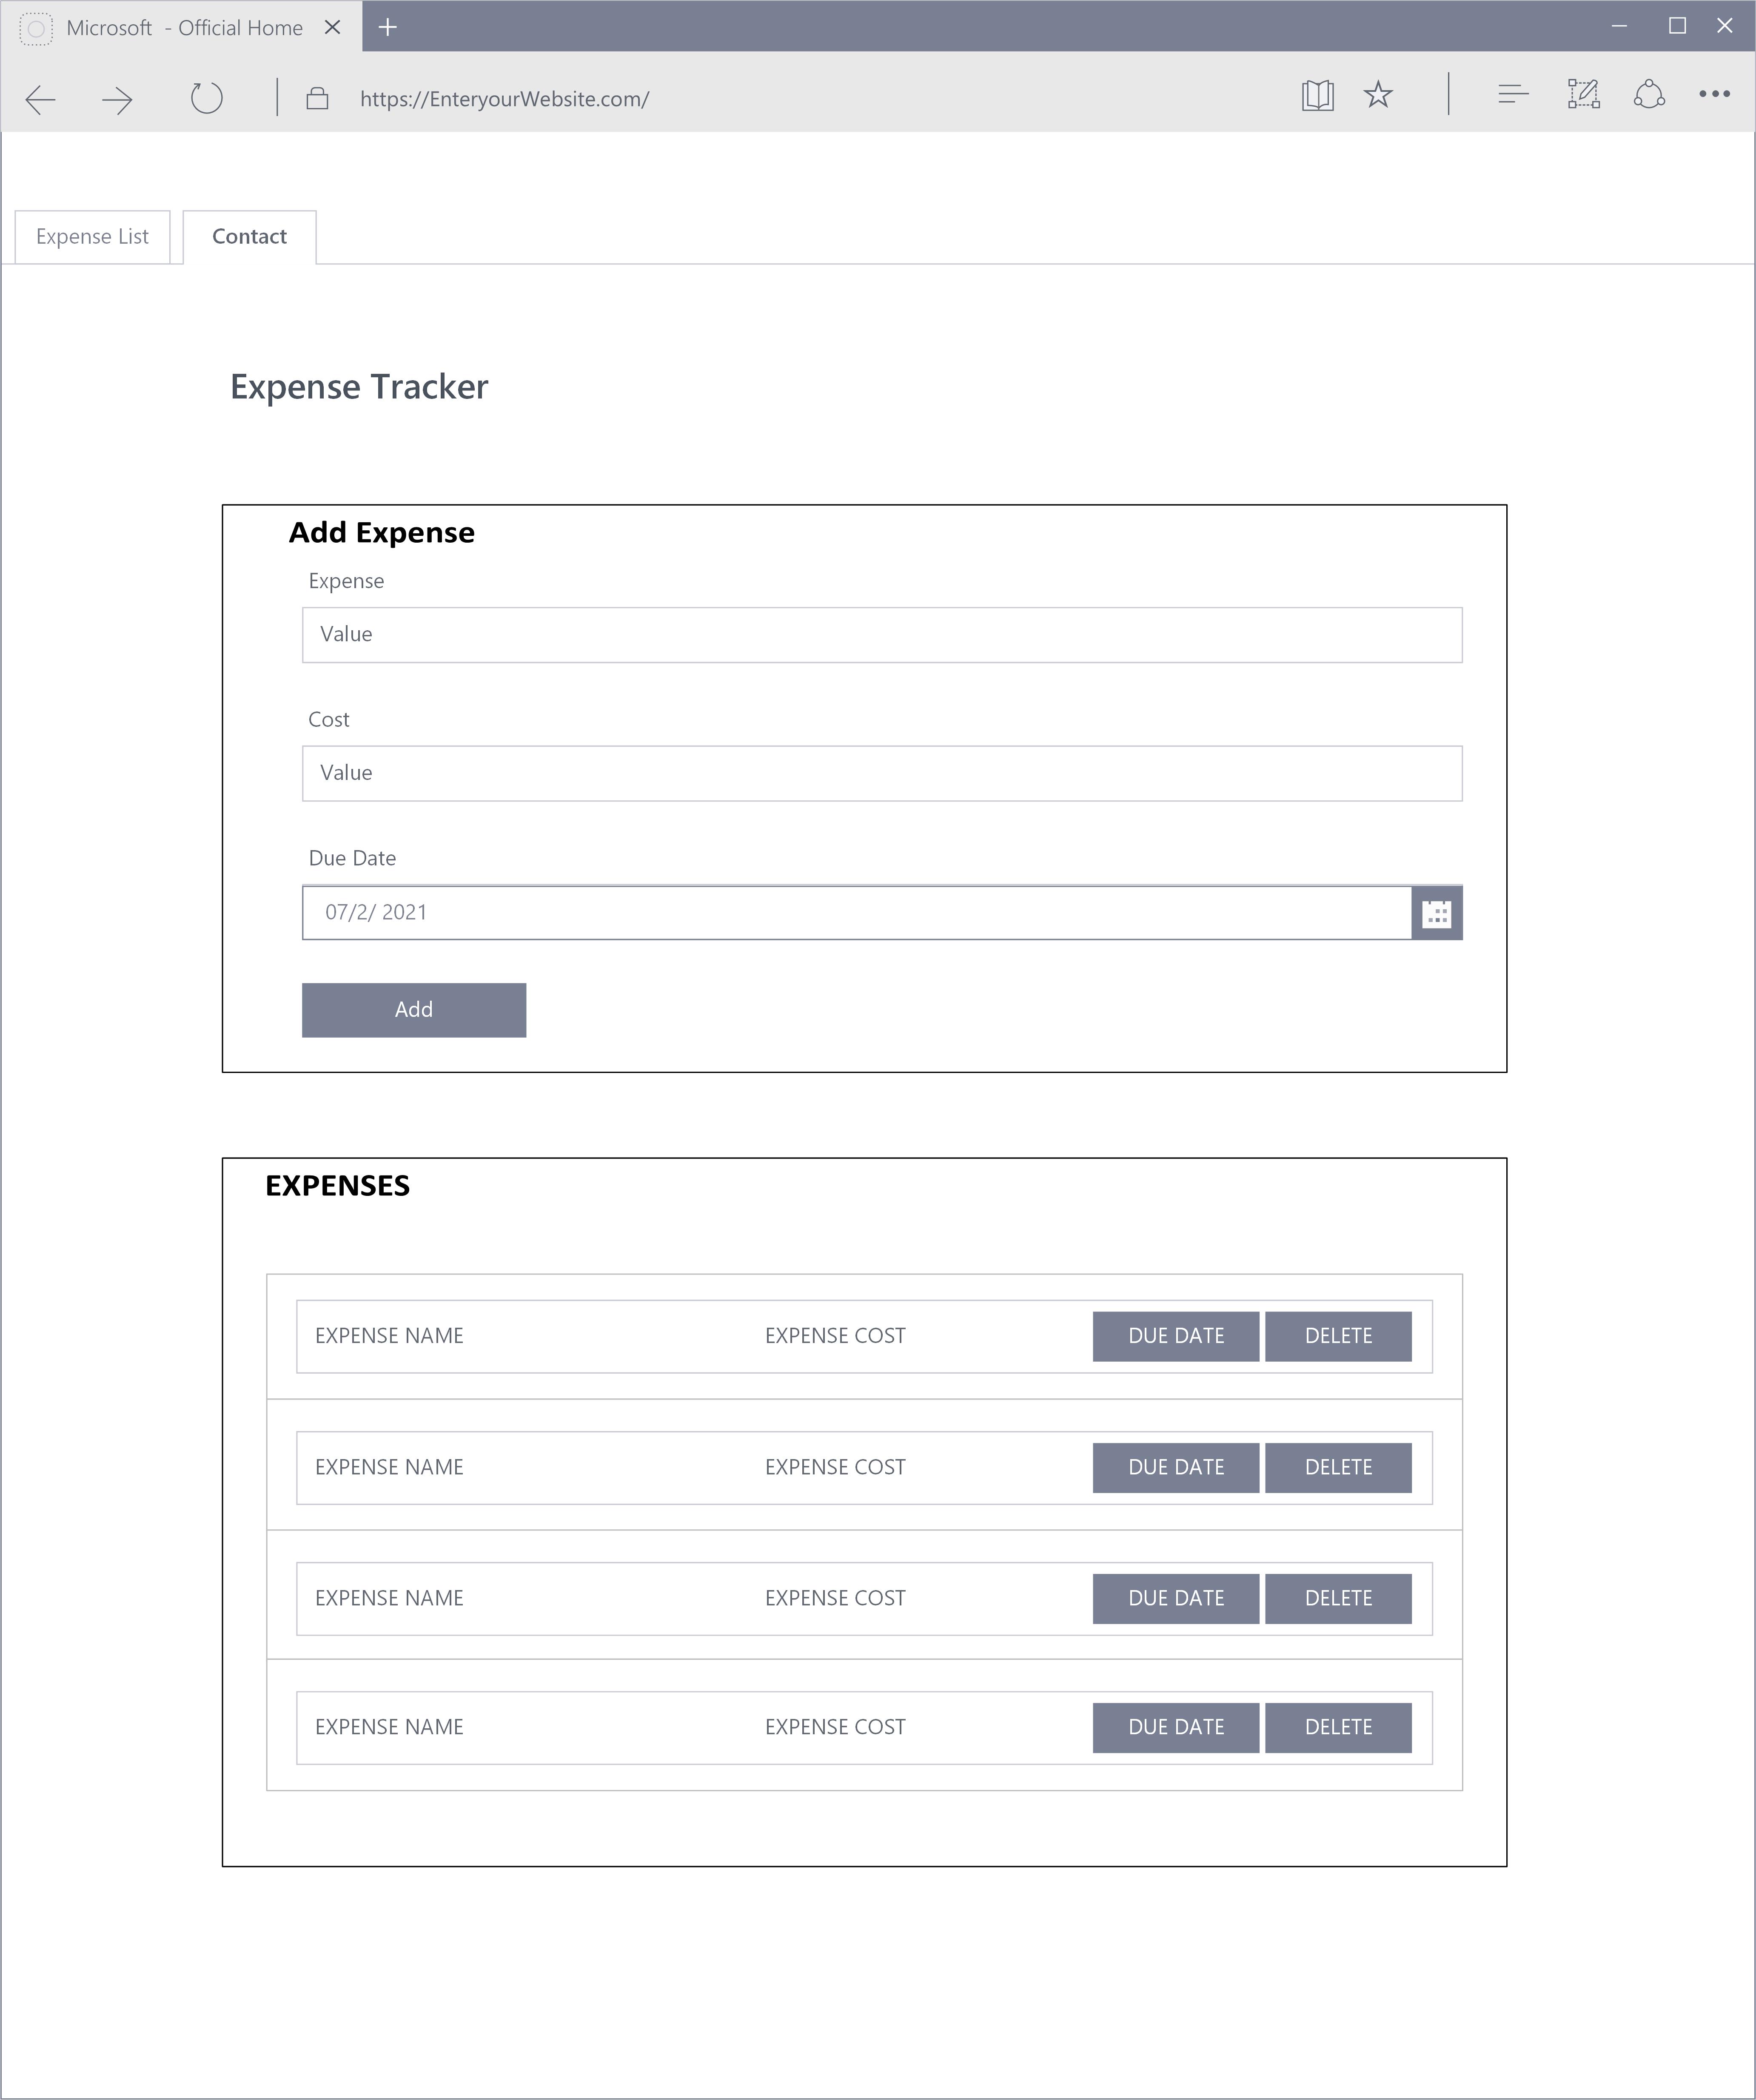 Microsoft  - Official Home
https://EnteryourWebsite.com/
Expense List
Contact
Expense Tracker
Add Expense
Expense
Value
Cost
Value
Due Date
07/2/ 2021
Add
EXPENSES
EXPENSE NAME EXPENSE COST DUE DATE DELETE
EXPENSE NAME EXPENSE COST DUE DATE DELETE
EXPENSE NAME EXPENSE COST DUE DATE DELETE
EXPENSE NAME EXPENSE COST DUE DATE DELETE